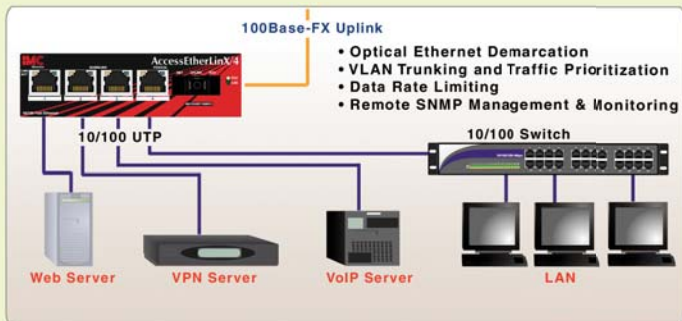 100Base-FX Uplink
IMC
AccessEtherLinX/4
• Optical Ethernet Demarcation
• VLAN Trunking and Traffic Prioritization
• Data Rate Limiting
• Remote SNMP Management & Monitoring
10/100 UTP
10/100 Switch
Web Server
VPN Server
VoIP Server
LAN